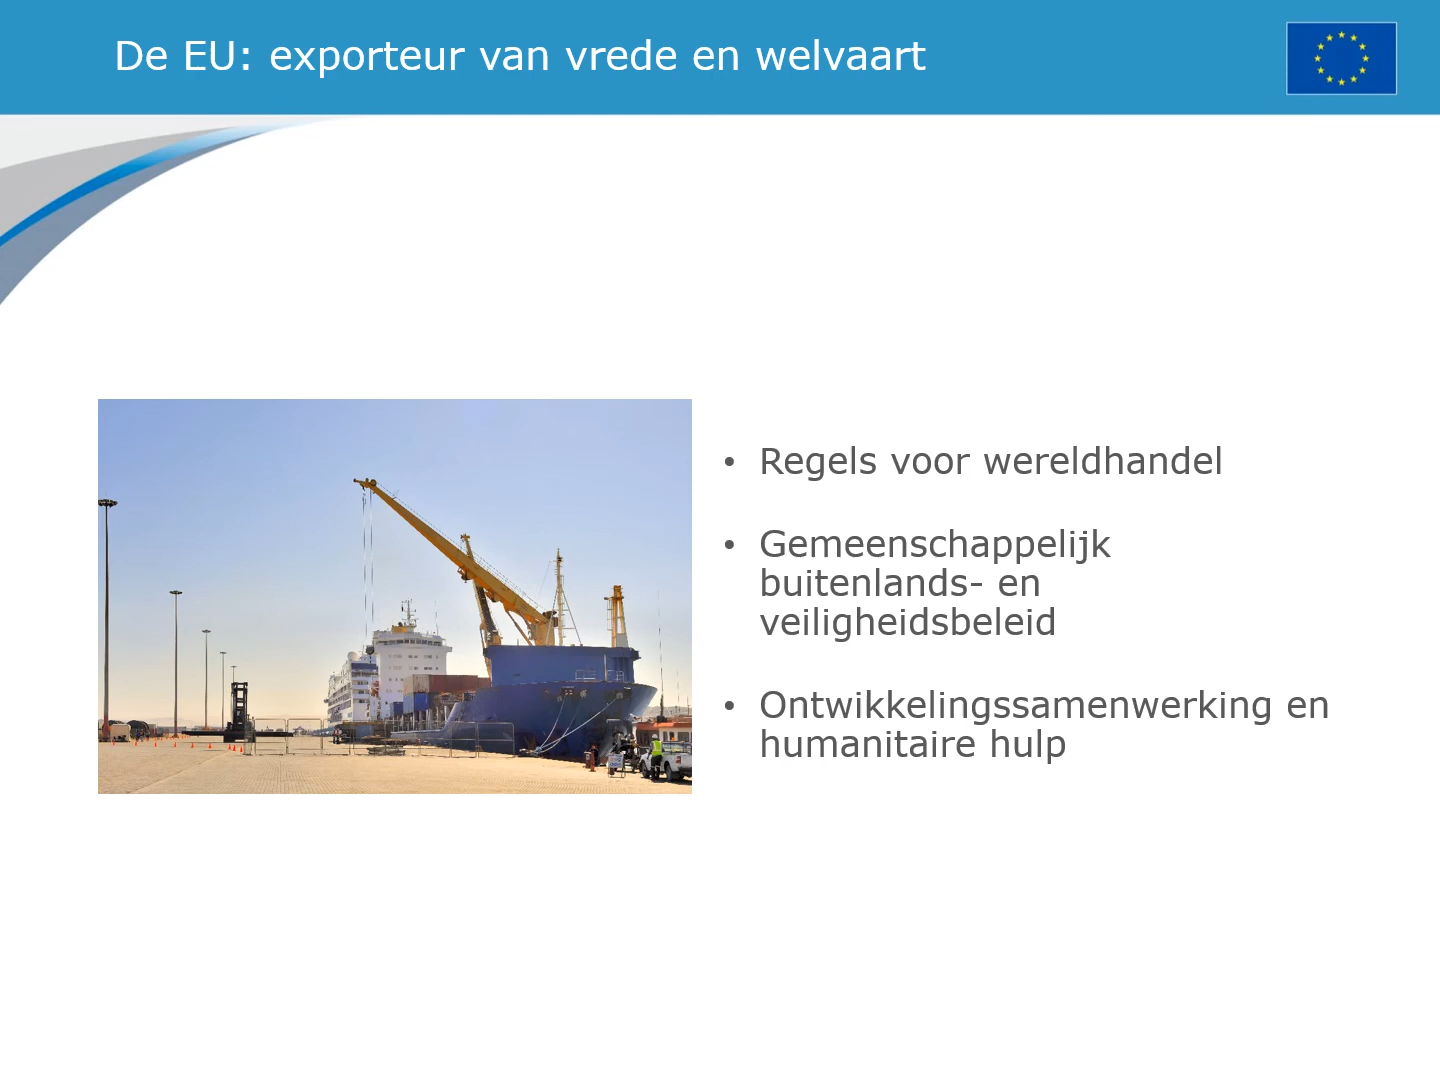 De EU: exporteur van vrede en welvaart
• Regels voor wereldhandel
• Gemeenschappelijk
buitenlands- en
veiligheidsbeleid
• Ontwikkelingssamenwerking en
humanitaire hulp